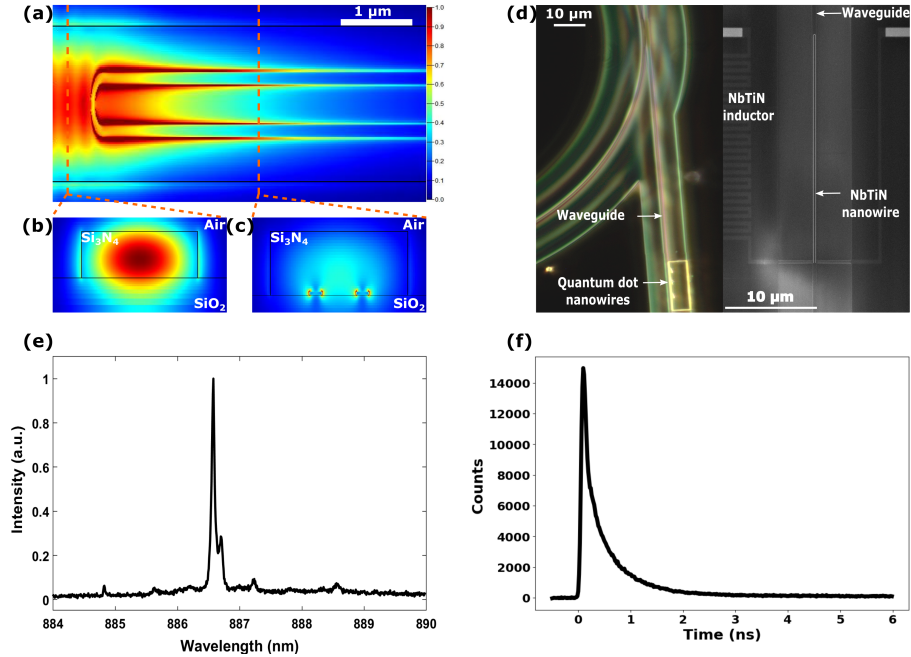 (a)
1 μm
1.0
0.9
0.8
0.7
0.6
0.5
0.4
0.3
0.2
0.1
0.0
(b)
Si3N4
Air
SiO2
(c)
Si3N4
Air
SiO2
(d)
10 μm
Waveguide
Quantum dot
nanowires
Waveguide
NbTiN
inductor
NbTiN
nanowire
10 μm
(e)
Intensity (a.u.)
1
0.8
0.6
0.4
0.2
0
884
885
886
887
888
889
890
Wavelength (nm)
(f)
Counts
14000
12000
10000
8000
6000
4000
2000
0
0
1
2
3
4
5
6
Time (ns)